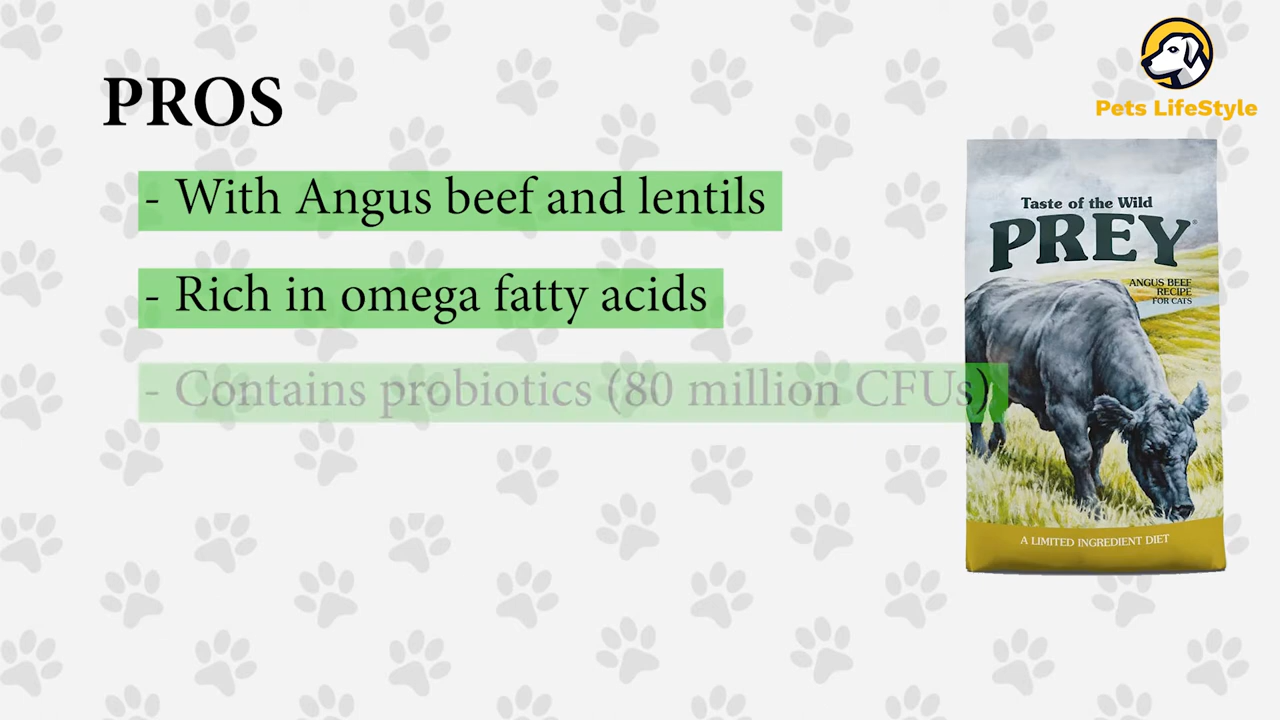 PROS
- With Angus beef and lentils
- Rich in omega fatty acids
- Contains probiotics (80 million CFUs)
Pets LifeStyle
Taste of the Wild
PREY®
ANGUS BEEF
RECIPE
FOR CATS
A LIMITED INGREDIENT DIET